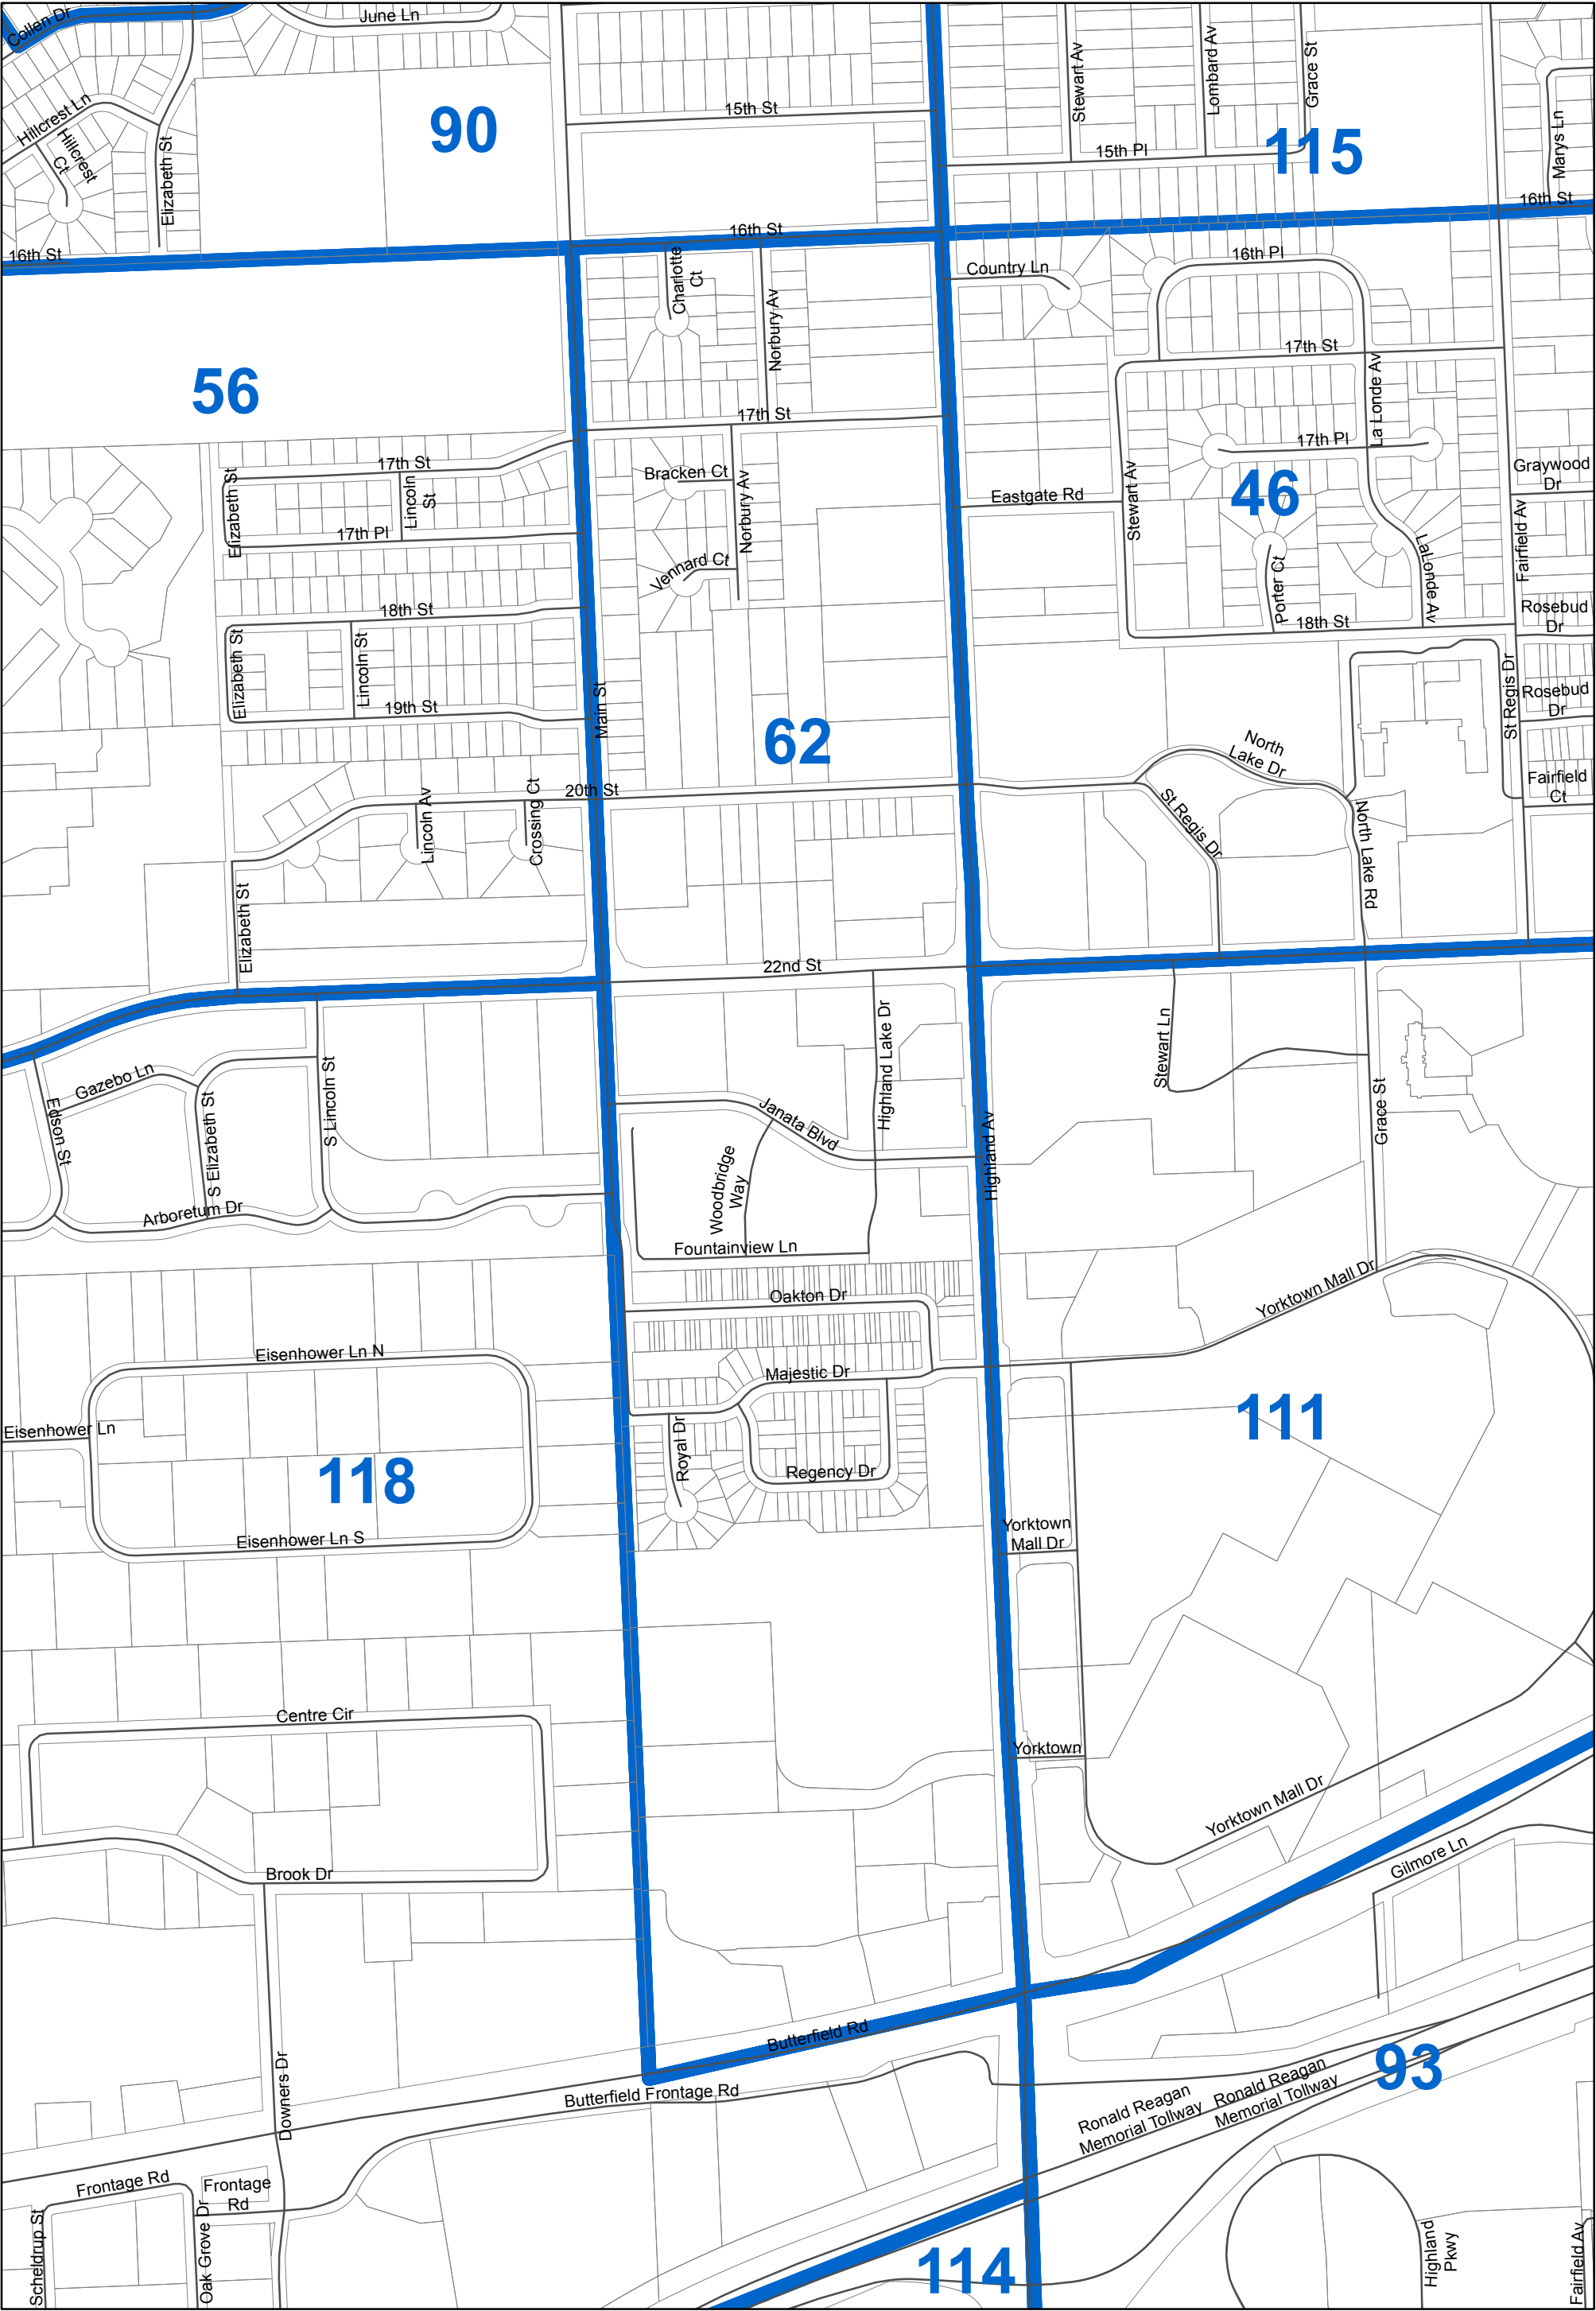 Collen Dr
June Ln
90
15th St
Stewart Av
Lombard Av
Grace St
15th Pl
115
Marys Ln
Hillcrest Ln
Hillcrest
Ct
Elizabeth St
16th St
16th St
16th St
Charlotte
Ct
Norbury Av
Country Ln
16th Pl
17th St
La Londe Av
56
17th St
17th St
17th Pl
Bracken Ct
Norbury Av
Elizabeth St
Lincoln
St
17th Pl
Eastgate Rd
Stewart Av
46
Graywood
Dr
Fairfield Av
Vennard Ct
Porter Ct
LaLonde Av
18th St
18th St
Rosebud
Dr
Elizabeth St
Lincoln St
19th St
Main St
62
St Regis Dr
Rosebud
Dr
North
Lake Dr
Fairfield
Ct
20th St
Lincoln Av
Crossing Ct
St Regis Dr
North Lake Rd
Elizabeth St
22nd St
Highland Lake Dr
Stewart Ln
Gazebo Ln
Edson St
S Elizabeth St
S Lincoln St
Janata Blvd
Highland Av
Grace St
Woodbridge
Way
Arboretum Dr
Fountainview Ln
Oakton Dr
Yorktown Mall Dr
Eisenhower Ln N
Majestic Dr
Eisenhower Ln
Royal Dr
111
118
Regency Dr
Eisenhower Ln S
Yorktown
Mall Dr
Centre Cir
Yorktown
Yorktown Mall Dr
Gilmore Ln
Brook Dr
Butterfield Rd
Downers Dr
Butterfield Frontage Rd
93
Ronald Reagan
Memorial Tollway
Ronald Reagan
Memorial Tollway
Frontage Rd
Frontage
Rd
Scheldrup St
Oak Grove Dr
114
Highland
Pkwy
Fairfield Av